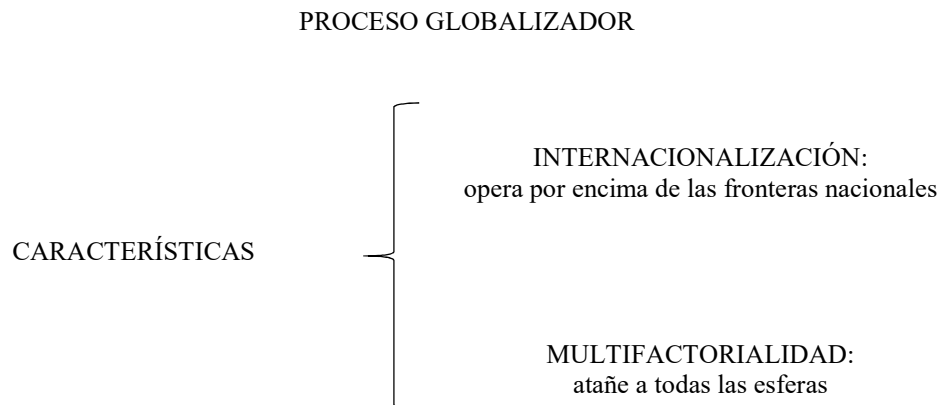 PROCESO GLOBALIZADOR
INTERNACIONALIZACIÓN:
opera por encima de las fronteras nacionales
CARACTERÍSTICAS
MULTIFACTORIALIDAD:
atañe a todas las esferas